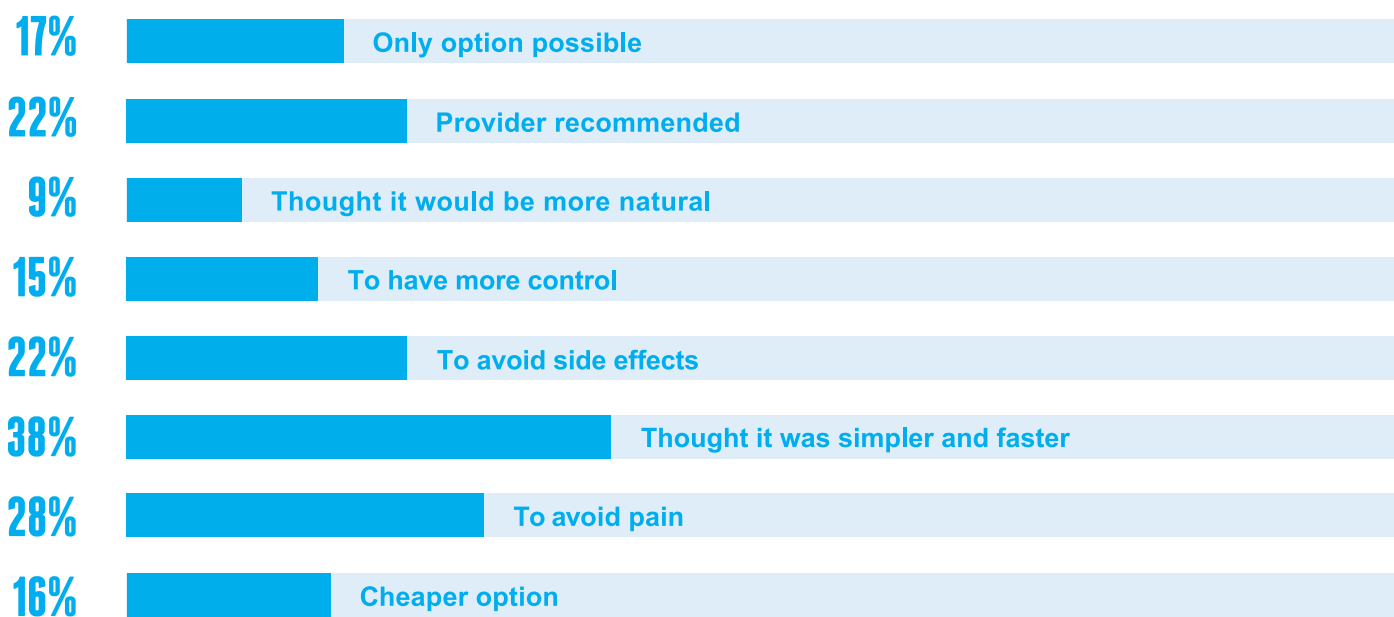 17% Only option possible
22% Provider recommended
9% Thought it would be more natural
15% To have more control
22% To avoid side effects
38% Thought it was simpler and faster
28% To avoid pain
16% Cheaper option